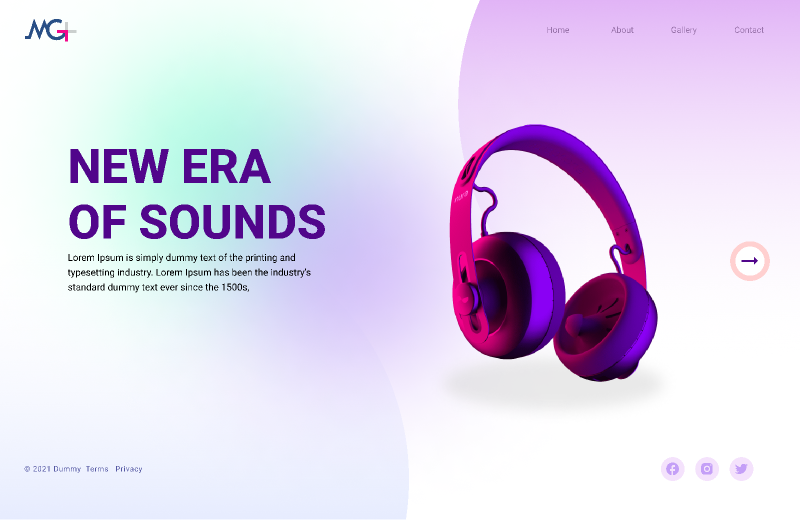 MG+
Home About Gallery Contact
NEW ERA
OF SOUNDS
Lorem Ipsum is simply dummy text of the printing and
typesetting industry. Lorem Ipsum has been the industry's
standard dummy text ever since the 1500s,
© 2021 Dummy Terms Privacy